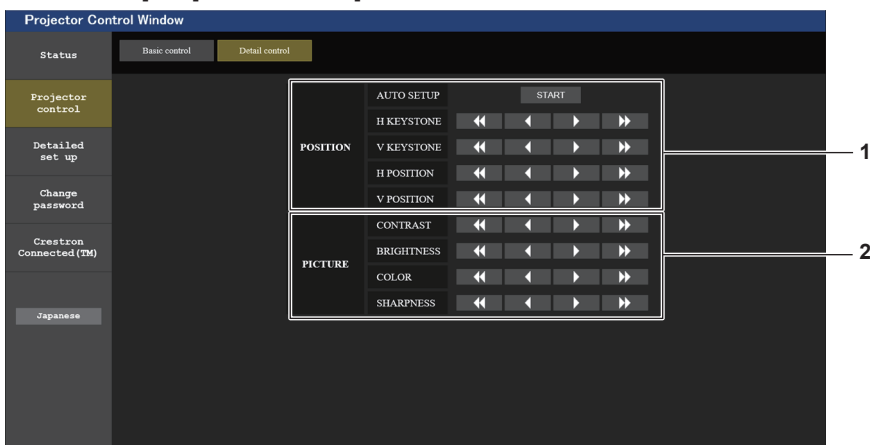 Projector Control Window
Status
Basic control
Detail control
Projector
control
Detailed
set up
Change
password
Crestron
Connected(TM)
Japanese
POSITION
AUTO SETUP
START
H KEYSTONE
V KEYSTONE
H POSITION
V POSITION
1
PICTURE
CONTRAST
BRIGHTNESS
COLOR
SHARPNESS
2